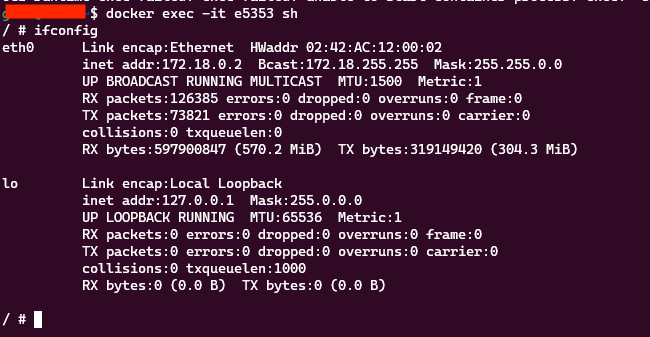 $ docker exec -it e5353 sh
/ # ifconfig
eth0      Link encap:Ethernet  HWaddr 02:42:AC:12:00:02
          inet addr:172.18.0.2  Bcast:172.18.255.255  Mask:255.255.0.0
          UP BROADCAST RUNNING MULTICAST  MTU:1500  Metric:1
          RX packets:126385 errors:0 dropped:0 overruns:0 frame:0
          TX packets:73821 errors:0 dropped:0 overruns:0 carrier:0
          collisions:0 txqueuelen:0
          RX bytes:597900847 (570.2 MiB)  TX bytes:319149420 (304.3 MiB)
lo        Link encap:Local Loopback
          inet addr:127.0.0.1  Mask:255.0.0.0
          UP LOOPBACK RUNNING  MTU:65536  Metric:1
          RX packets:0 errors:0 dropped:0 overruns:0 frame:0
          TX packets:0 errors:0 dropped:0 overruns:0 carrier:0
          collisions:0 txqueuelen:1000
          RX bytes:0 (0.0 B)  TX bytes:0 (0.0 B)
/ #